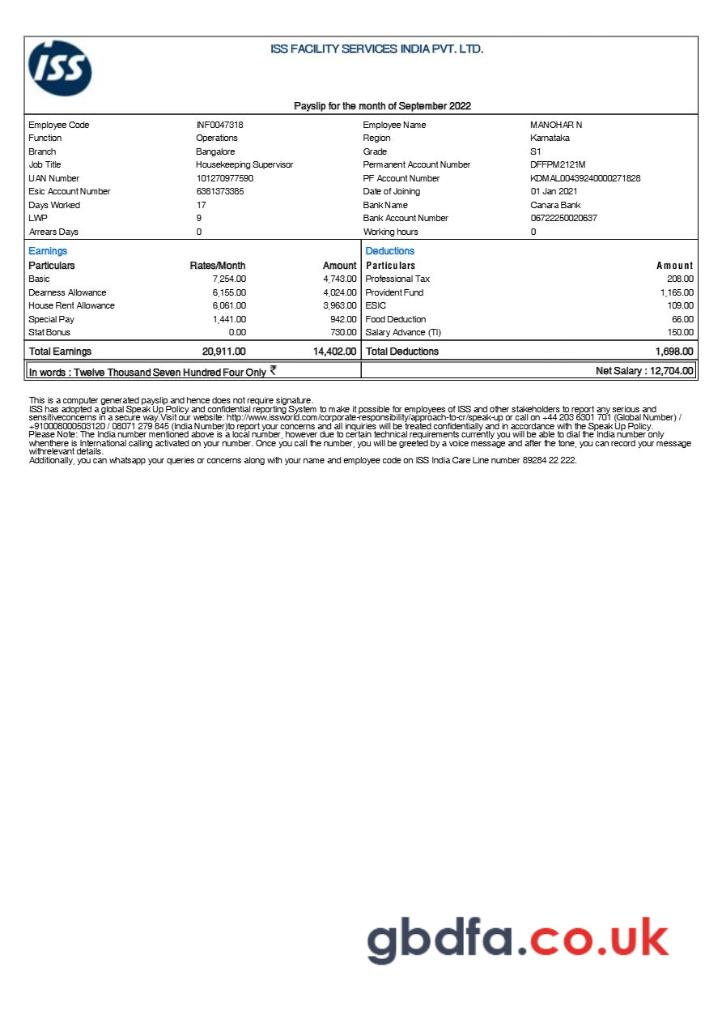 ISS
ISS FACILITY SERVICES INDIA PVT. LTD.
Payslip for the month of September 2022
Employee Code INF0047318 Employee Name MANOHAR N
Function Operations Region Karnataka
Branch Bangalore Grade S1
Job Title Housekeeping Supervisor Permanent Account Number DFFPM2121M
UAN Number 101270977590 PF Account Number KDMAL00439240000271828
Esic Account Number 6381373385 Date of Joining 01 Jan 2021
Days Worked 17 Bank Name Canara Bank
LWP 9 Bank Account Number 06722250020637
Arrears Days 0 Working hours 0
Earnings Deductions
Particulars Rates/Month Amount Particulars Amount
Basic 7,254.00 4,743.00 Professional Tax 208.00
Dearness Allowance 6,155.00 4,024.00 Provident Fund 1,165.00
House Rent Allowance 6,061.00 3,963.00 ESIC 109.00
Special Pay 1,441.00 942.00 Food Deduction 66.00
Stat Bonus 0.00 730.00 Salary Advance (TI) 150.00
Total Earnings 20,911.00 14,402.00 Total Deductions 1,698.00
In words : Twelve Thousand Seven Hundred Four Only ₹ Net Salary : 12,704.00
This is a computer generated payslip and hence does not require signature.
ISS has adopted a global Speak Up Policy and confidential reporting System to make it possible for employees of ISS and other stakeholders to report any serious and
sensitiveconcerns in a secure way.Visit our website: http://www.issworld.com/corporate-responsibility/approach-to-cr/speak-up or call on +44 203 6301 701 (Global Number) /
+910008000503120 / 08071 279 845 (India Number)to report your concerns and all inquiries will be treated confidentially and in accordance with the Speak Up Policy.
Please Note: The India number mentioned above is a local number, however due to certain technical requirements currently you will be able to dial the India number only
whenthere is International calling activated on your number. Once you call the number, you will be greeted by a voice message and after the tone, you can record your message
withrelevant details.
Additionally, you can whatsapp your queries or concerns along with your name and employee code on ISS India Care Line number 89284 22 222.
gbdfa.co.uk